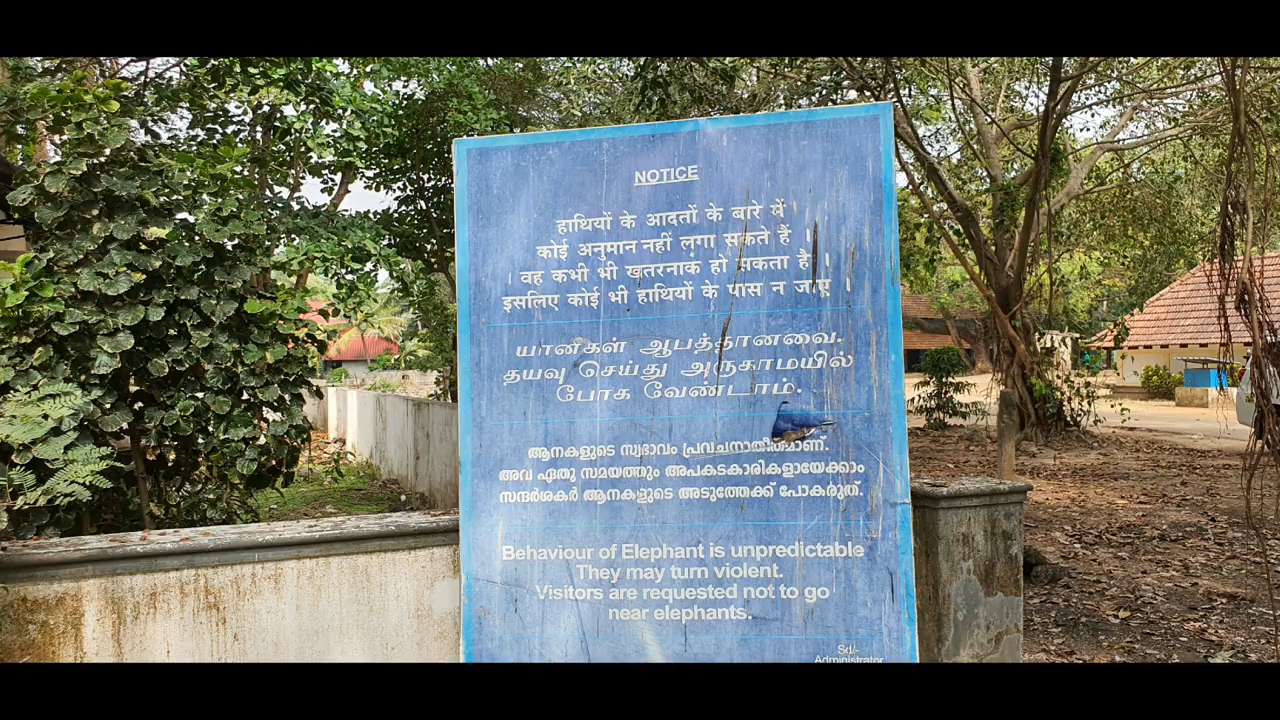 NOTICE
हाथियों के आदतों के बारे में
कोई अनुमान नहीं लगा सकते हैं ।
। वह कभी भी खतरनाक हो सकता है ।
इसलिए कोई भी हाथियों के पास न जाए ।
யானைகள் ஆபத்தானவை.
தயவு செய்து அருகாமயில்
போக வேண்டாம்.
ആനകളുടെ സ്വഭാവം പ്രവചനാതീതമാണ്.
അവ ഏതു സമയത്തും അപകടകാരികളായേക്കാം
സന്ദർശകർ ആനകളുടെ അടുത്തേക്ക് പോകരുത്.
Behaviour of Elephant is unpredictable
They may turn violent.
Visitors are requested not to go
near elephants.
Sd/-
Administrator